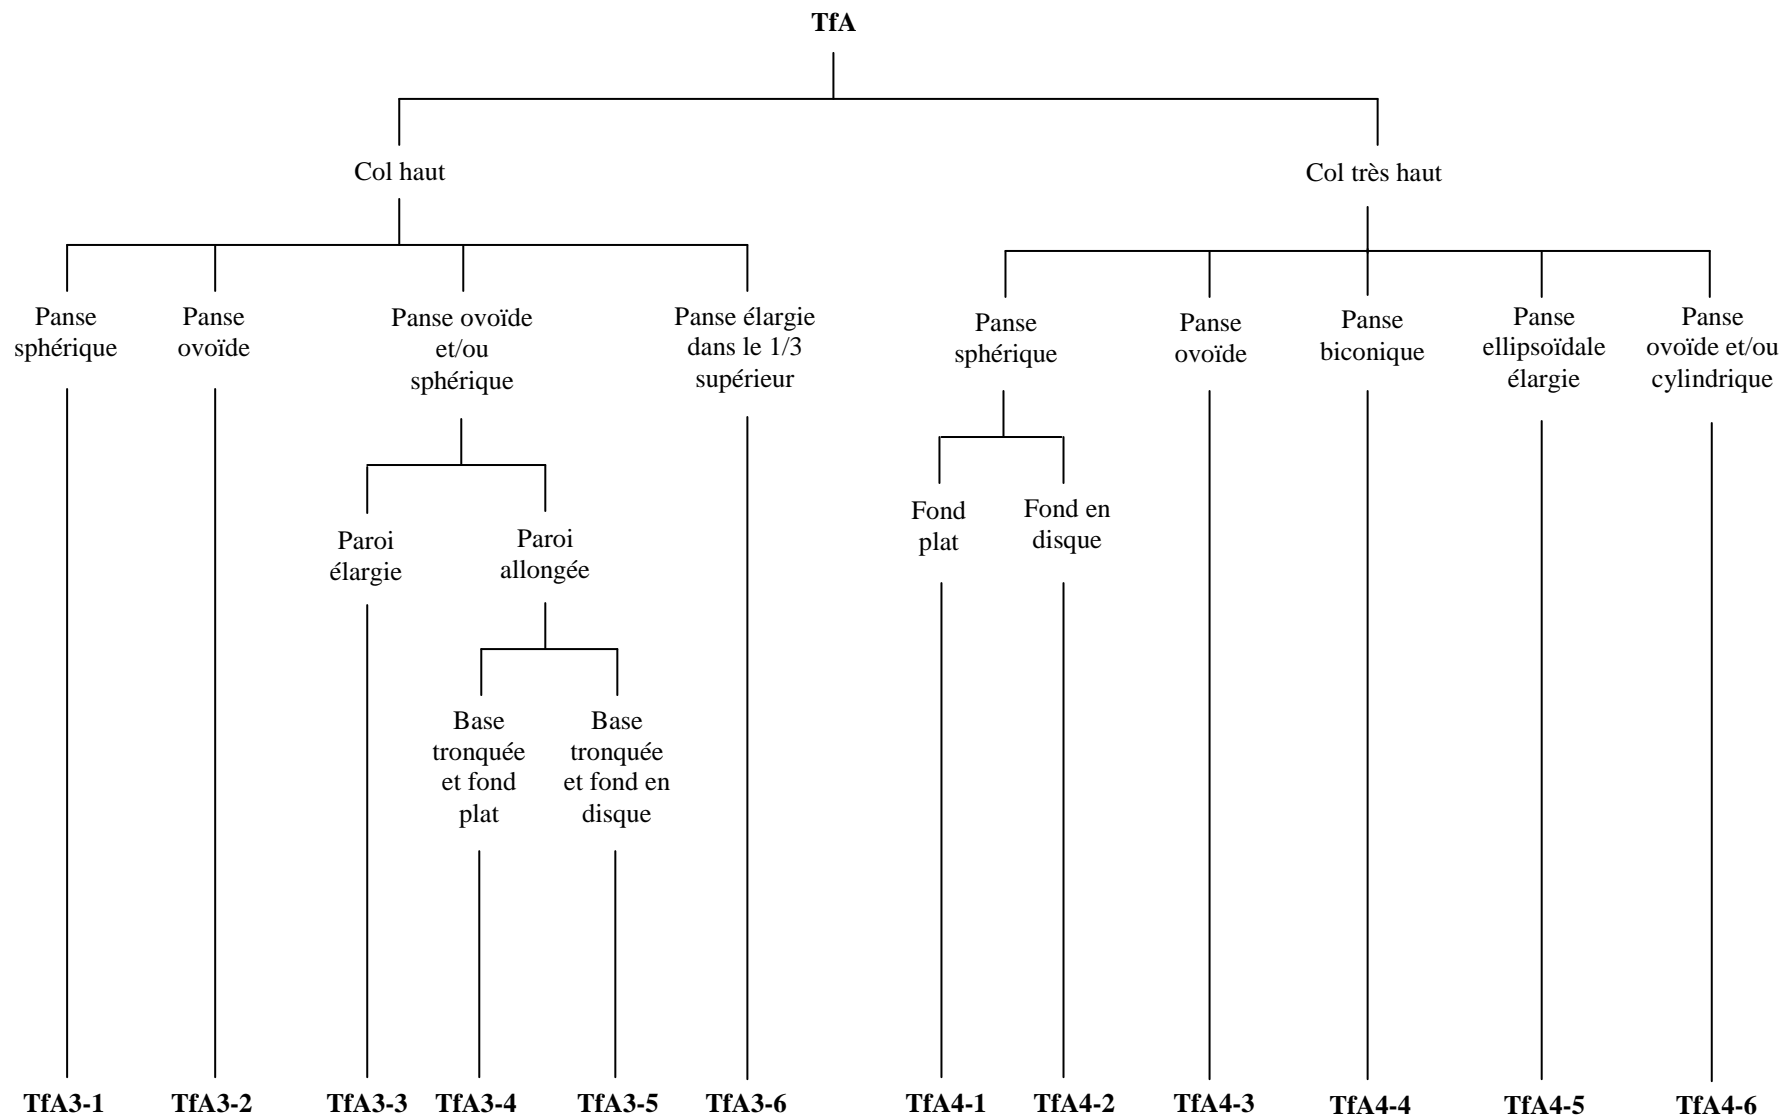 TfA
Col haut
Col très haut
Panse
sphérique
Panse
ovoïde
Panse ovoïde
et/ou
sphérique
Panse élargie
dans le 1/3
supérieur
Panse
sphérique
Panse
ovoïde
Panse
biconique
Panse
ellipsoïdale
élargie
Panse
ovoïde et/ou
cylindrique
Fond
plat
Fond en
disque
Paroi
élargie
Paroi
allongée
Base
tronquée
et fond
plat
Base
tronquée
et fond en
disque
TfA3-1
TfA3-2
TfA3-3
TfA3-4
TfA3-5
TfA3-6
TfA4-1
TfA4-2
TfA4-3
TfA4-4
TfA4-5
TfA4-6